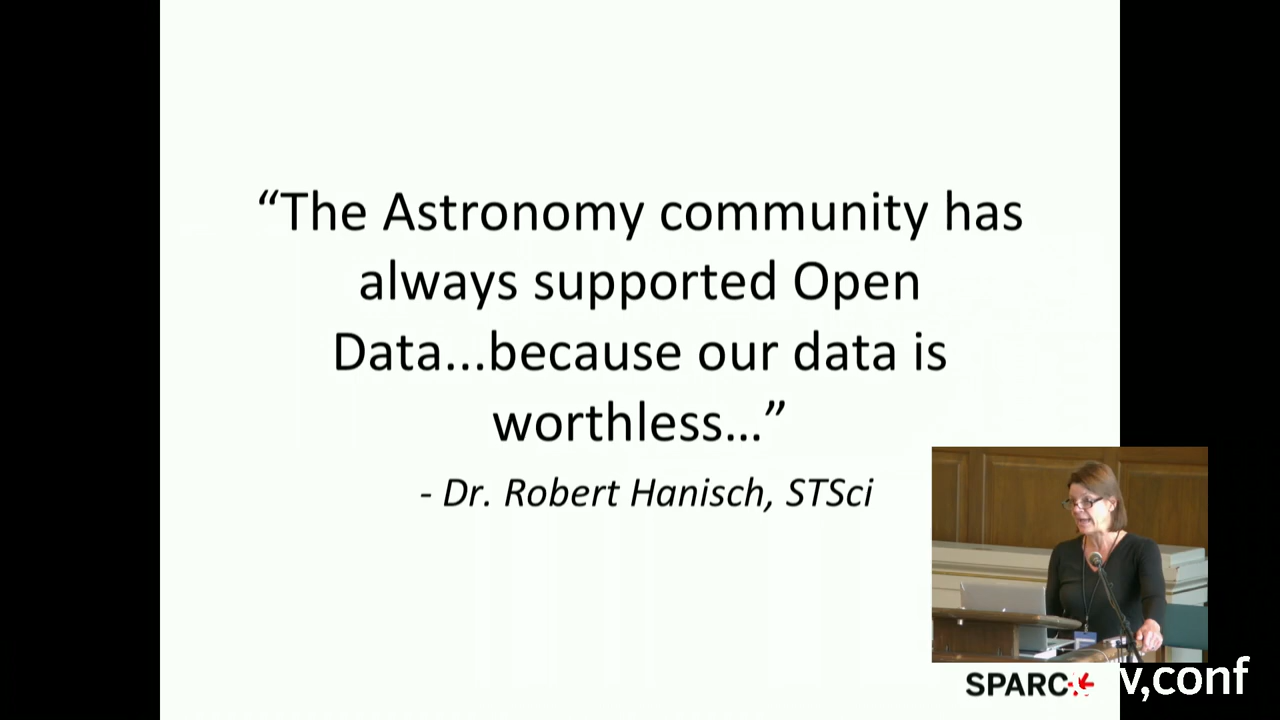 “The Astronomy community has
always supported Open
Data...because our data is
worthless…”
- Dr. Robert Hanisch, STSci
SPARC
v,conf